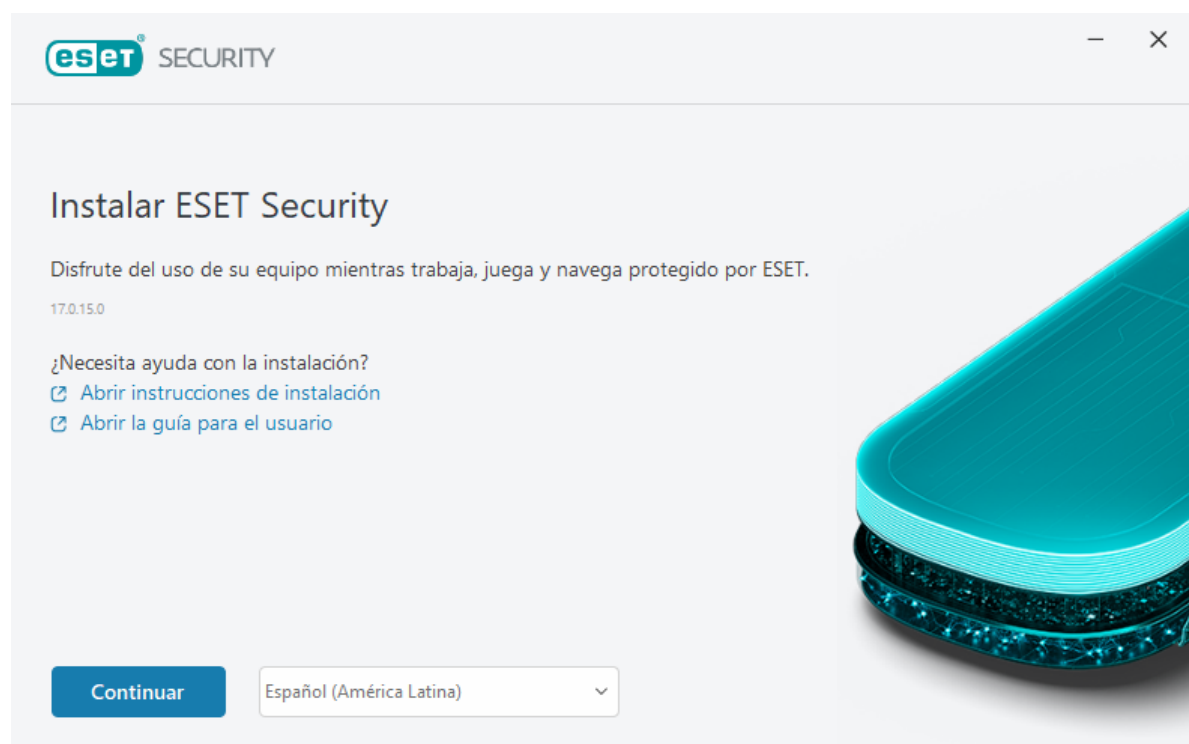 eset® SECURITY
Instalar ESET Security
Disfrute del uso de su equipo mientras trabaja, juega y navega protegido por ESET.
17.0.15.0
¿Necesita ayuda con la instalación?
Abrir instrucciones de instalación
Abrir la guía para el usuario
Continuar
Español (América Latina)